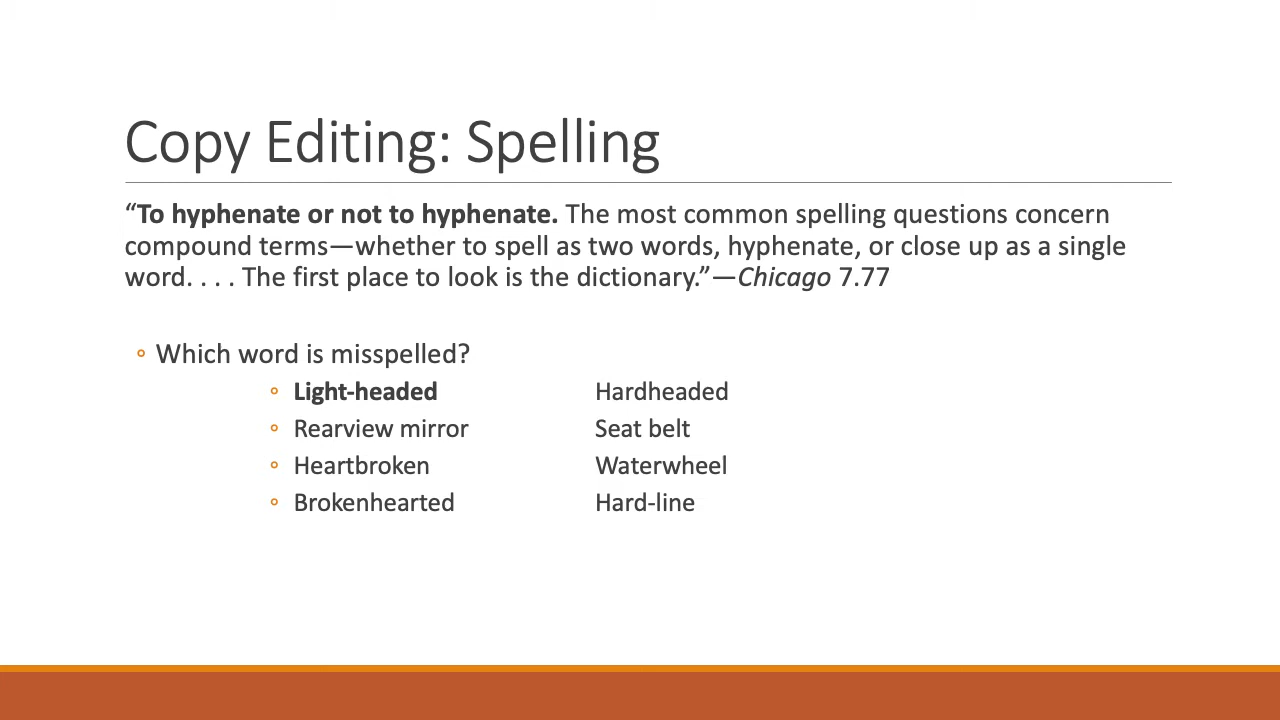 Copy Editing: Spelling
“To hyphenate or not to hyphenate. The most common spelling questions concern
compound terms—whether to spell as two words, hyphenate, or close up as a single
word. . . . The first place to look is the dictionary.”—Chicago 7.77
Which word is misspelled?
Light-headed Hardheaded
Rearview mirror Seat belt
Heartbroken Waterwheel
Brokenhearted Hard-line